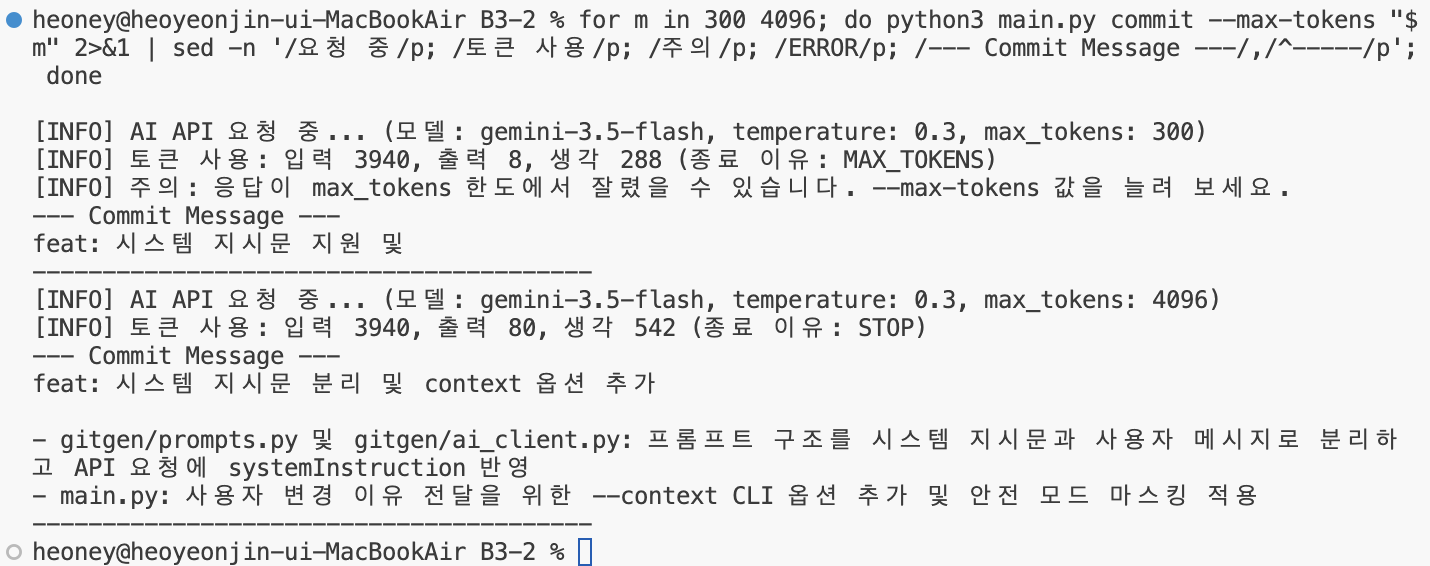 heoney@heoyeonjin-ui-MacBookAir B3-2 % for m in 300 4096; do python3 main.py commit --max-tokens "$
m" 2>&1 | sed -n '/요청 중/p; /토큰 사용/p; /주의/p; /ERROR/p; /--- Commit Message ---/,/^-----/p';
 done
[INFO] AI API 요청 중... (모델: gemini-3.5-flash, temperature: 0.3, max_tokens: 300)
[INFO] 토큰 사용: 입력 3940, 출력 8, 생각 288 (종료 이유: MAX_TOKENS)
[INFO] 주의: 응답이 max_tokens 한도에서 잘렸을 수 있습니다. --max-tokens 값을 늘려 보세요.
--- Commit Message ---
feat: 시스템 지시문 지원 및
----------------------------------------
[INFO] AI API 요청 중... (모델: gemini-3.5-flash, temperature: 0.3, max_tokens: 4096)
[INFO] 토큰 사용: 입력 3940, 출력 80, 생각 542 (종료 이유: STOP)
--- Commit Message ---
feat: 시스템 지시문 분리 및 context 옵션 추가
- gitgen/prompts.py 및 gitgen/ai_client.py: 프롬프트 구조를 시스템 지시문과 사용자 메시지로 분리하
고 API 요청에 systemInstruction 반영
- main.py: 사용자 변경 이유 전달을 위한 --context CLI 옵션 추가 및 안전 모드 마스킹 적용
----------------------------------------
heoney@heoyeonjin-ui-MacBookAir B3-2 %